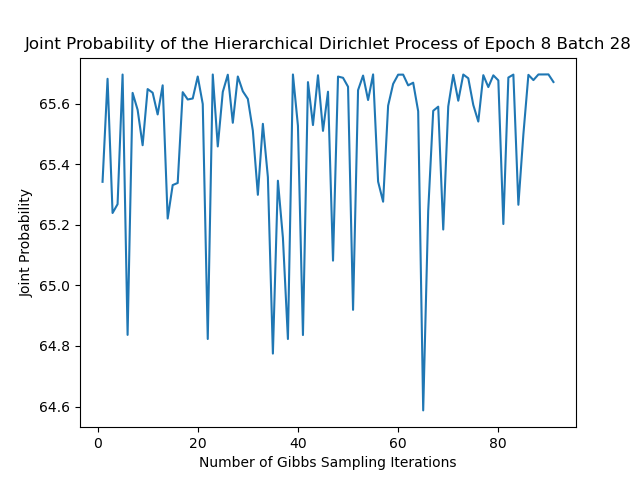 Joint Probability of the Hierarchical Dirichlet Process of Epoch 8 Batch 28
65.6
65.4
65.2
65.0
64.8
64.6
Joint Probability
0 20 40 60 80
Number of Gibbs Sampling Iterations